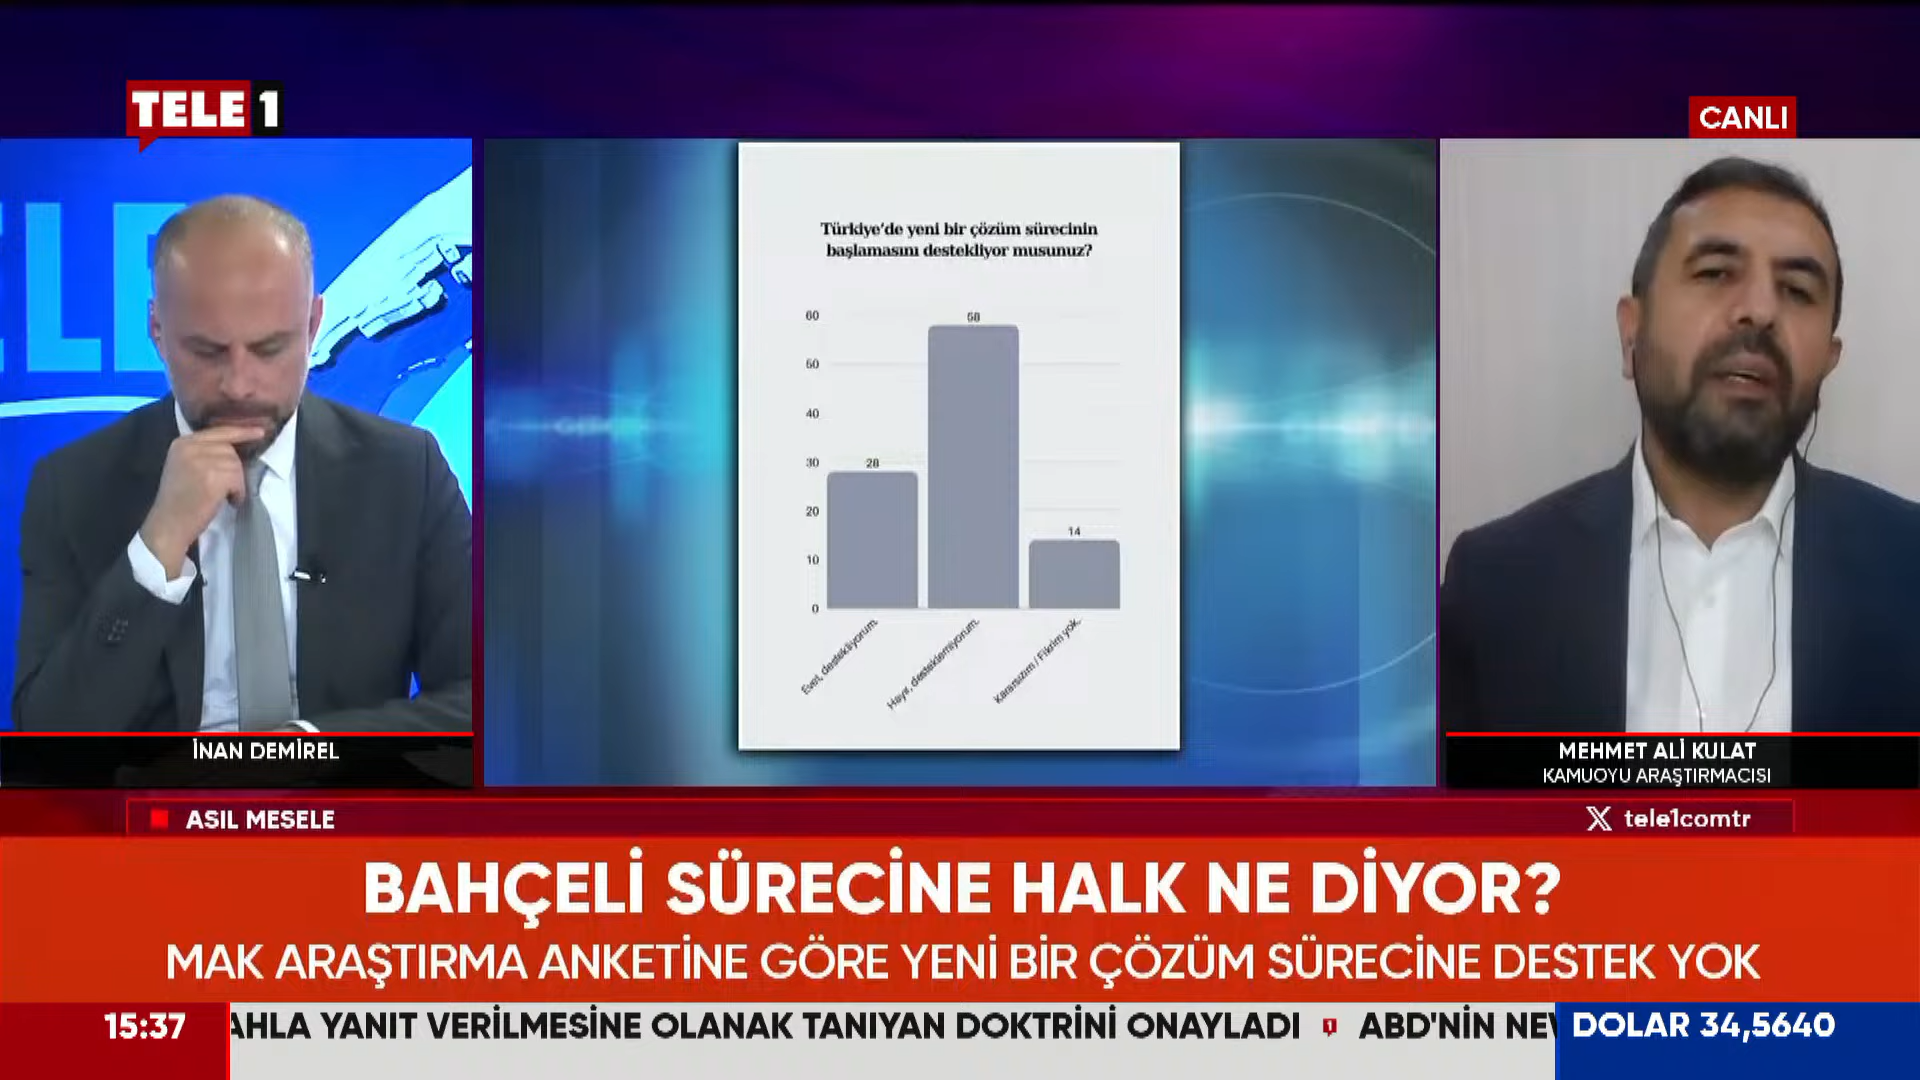 TELE 1
CANLI
Türkiye'de yeni bir çözüm sürecinin
başlamasını destekliyor musunuz?
60
50
40
30
20
10
0
28
58
14
Evet, destekliyorum.
Hayır, desteklemiyorum.
Kararsızım / Fikrim yok.
İNAN DEMİREL
MEHMET ALİ KULAT
KAMUOYU ARAŞTIRMACISI
ASIL MESELE
X tele1comtr
BAHÇELİ SÜRECİNE HALK NE DİYOR?
MAK ARAŞTIRMA ANKETİNE GÖRE YENİ BİR ÇÖZÜM SÜRECİNE DESTEK YOK
15:37
AHLA YANIT VERİLMESİNE OLANAK TANIYAN DOKTRİNİ ONAYLADI ABD'NİN NEV
DOLAR 34,5640